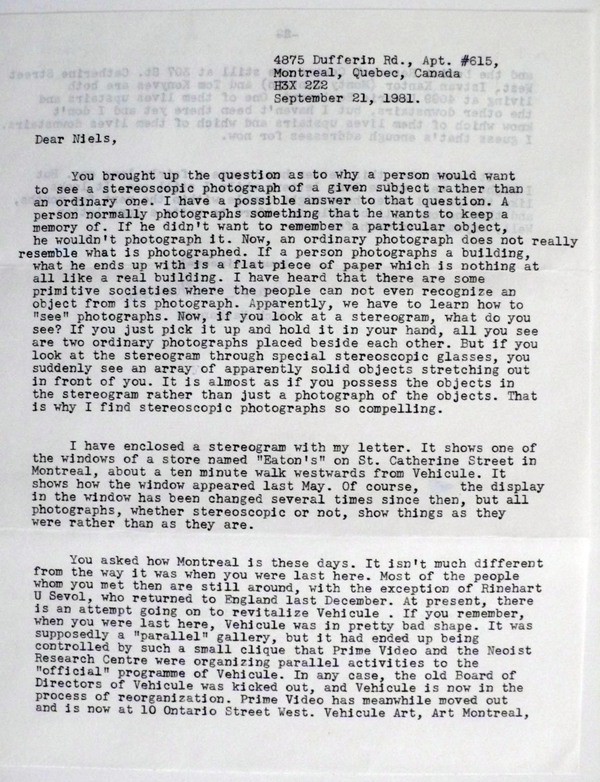 4875 Dufferin Rd., Apt. #615,
Montreal, Quebec, Canada
H3X 2Z2
September 21, 1981.
Dear Niels,
You brought up the question as to why a person would want
to see a stereoscopic photograph of a given subject rather than
an ordinary one. I have a possible answer to that question. A
person normally photographs something that he wants to keep a
memory of. If he didn't want to remember a particular object,
he wouldn't photograph it. Now, an ordinary photograph does not really
resemble what is photographed. If a person photographs a building,
what he ends up with is a flat piece of paper which is nothing at
all like a real building. I have heard that there are some
primitive societies where the people can not even recognize an
object from its photograph. Apparently, we have to learn how to
"see" photographs. Now, if you look at a stereogram, what do you
see? If you just pick it up and hold it in your hand, all you see
are two ordinary photographs placed beside each other. But if you
look at the stereogram through special stereoscopic glasses, you
suddenly see an array of apparently solid objects stretching out
in front of you. It is almost as if you possess the objects in
the stereogram rather than just a photograph of the objects. That
is why I find stereoscopic photographs so compelling.
I have enclosed a stereogram with my letter. It shows one of
the windows of a store named "Eaton's" on St. Catherine Street in
Montreal, about a ten minute walk westwards from Vehicule. It
shows how the window appeared last May. Of course, the display
in the window has been changed several times since then, but all
photographs, whether stereoscopic or not, show things as they
were rather than as they are.
You asked how Montreal is these days. It isn't much different
from the way it was when you were last here. Most of the people
whom you met then are still around, with the exception of Rinehart
U Sevol, who returned to England last December. At present, there
is an attempt going on to revitalize Vehicule . If you remember,
when you were last here, Vehicule was in pretty bad shape. It was
supposedly a "parallel" gallery, but it had ended up being
controlled by such a small clique that Prime Video and the Neoist
Research Centre were organizing parallel activities to the
"official" programme of Vehicule. In any case, the old Board of
Directors of Vehicule was kicked out, and Vehicule is now in the
process of reorganization. Prime Video has meanwhile moved out
and is now at 10 Ontario Street West. Vehicule Art, Art Montreal,